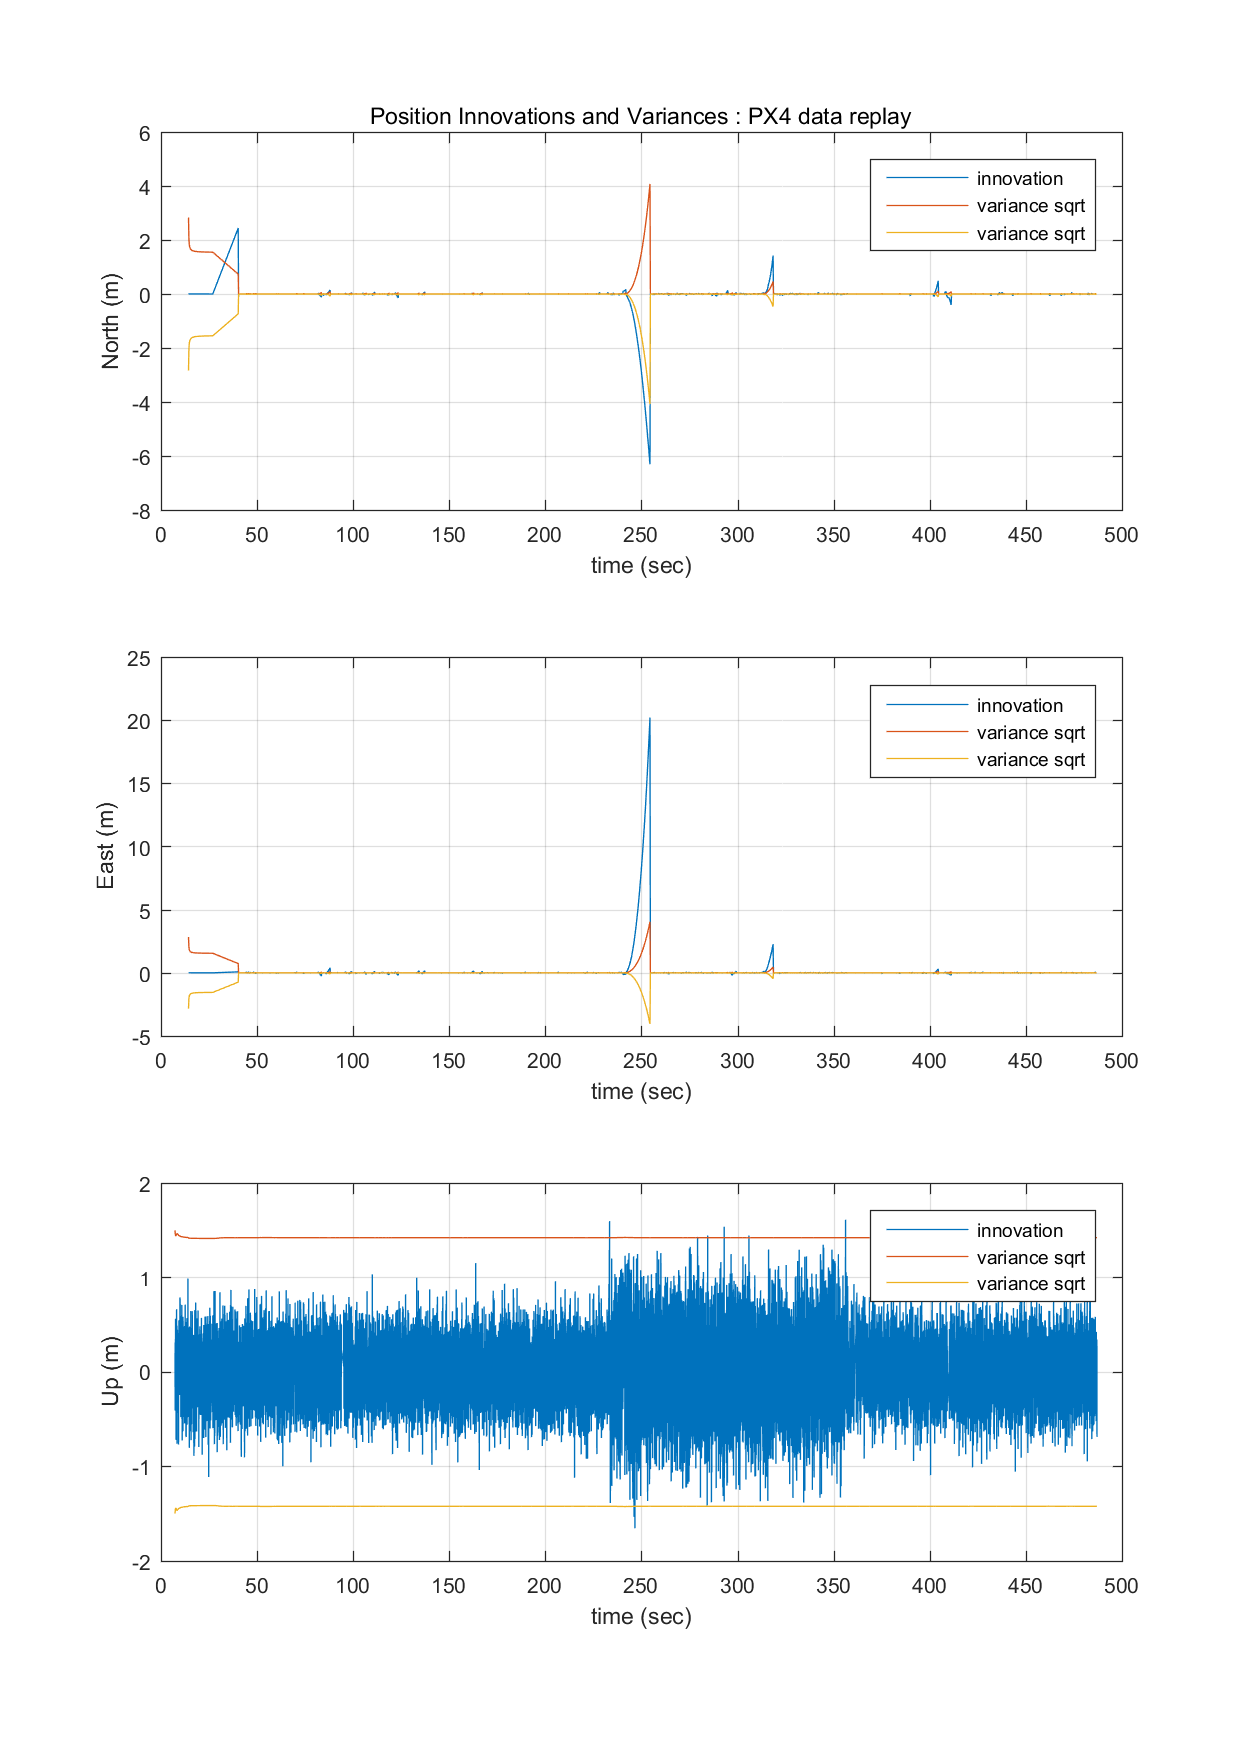 Position Innovations and Variances : PX4 data replay
6
4
2
0
-2
-4
-6
-8
North (m)
innovation
variance sqrt
variance sqrt
0 50 100 150 200 250 300 350 400 450 500
time (sec)
25
20
15
10
5
0
-5
East (m)
innovation
variance sqrt
variance sqrt
0 50 100 150 200 250 300 350 400 450 500
time (sec)
2
1
0
-1
-2
Up (m)
innovation
variance sqrt
variance sqrt
0 50 100 150 200 250 300 350 400 450 500
time (sec)